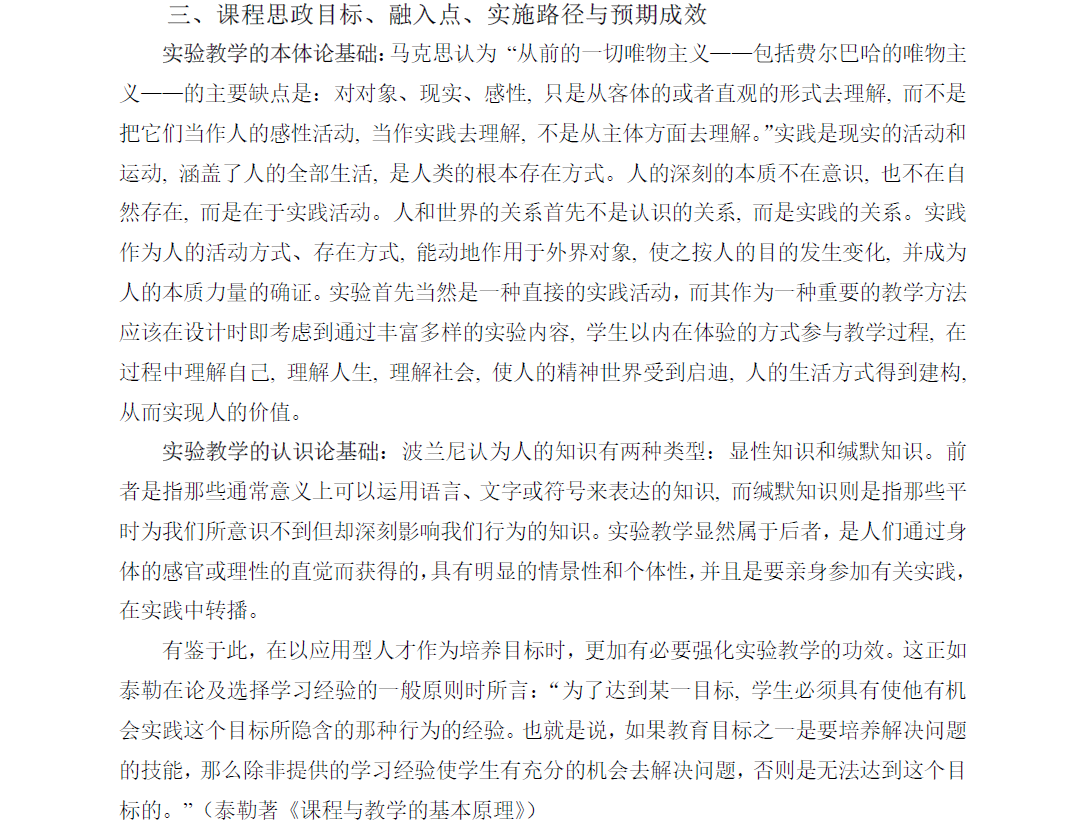 三、课程思政目标、融入点、实施路径与预期成效
实验教学的本体论基础：马克思认为 “从前的一切唯物主义——包括费尔巴哈的唯物主
义——的主要缺点是：对对象、现实、感性, 只是从客体的或者直观的形式去理解, 而不是
把它们当作人的感性活动, 当作实践去理解, 不是从主体方面去理解。”实践是现实的活动和
运动, 涵盖了人的全部生活, 是人类的根本存在方式。人的深刻的本质不在意识, 也不在自
然存在, 而是在于实践活动。人和世界的关系首先不是认识的关系, 而是实践的关系。实践
作为人的活动方式、存在方式, 能动地作用于外界对象, 使之按人的目的发生变化, 并成为
人的本质力量的确证。实验首先当然是一种直接的实践活动，而其作为一种重要的教学方法
应该在设计时即考虑到通过丰富多样的实验内容, 学生以内在体验的方式参与教学过程, 在
过程中理解自己, 理解人生, 理解社会, 使人的精神世界受到启迪, 人的生活方式得到建构,
从而实现人的价值。
实验教学的认识论基础：波兰尼认为人的知识有两种类型：显性知识和缄默知识。前
者是指那些通常意义上可以运用语言、文字或符号来表达的知识, 而缄默知识则是指那些平
时为我们所意识不到但却深刻影响我们行为的知识。实验教学显然属于后者，是人们通过身
体的感官或理性的直觉而获得的，具有明显的情景性和个体性，并且是要亲身参加有关实践，
在实践中转播。
有鉴于此，在以应用型人才作为培养目标时，更加有必要强化实验教学的功效。这正如
泰勒在论及选择学习经验的一般原则时所言：“为了达到某一目标, 学生必须具有使他有机
会实践这个目标所隐含的那种行为的经验。也就是说，如果教育目标之一是要培养解决问题
的技能，那么除非提供的学习经验使学生有充分的机会去解决问题，否则是无法达到这个目
标的。”（泰勒著《课程与教学的基本原理》）